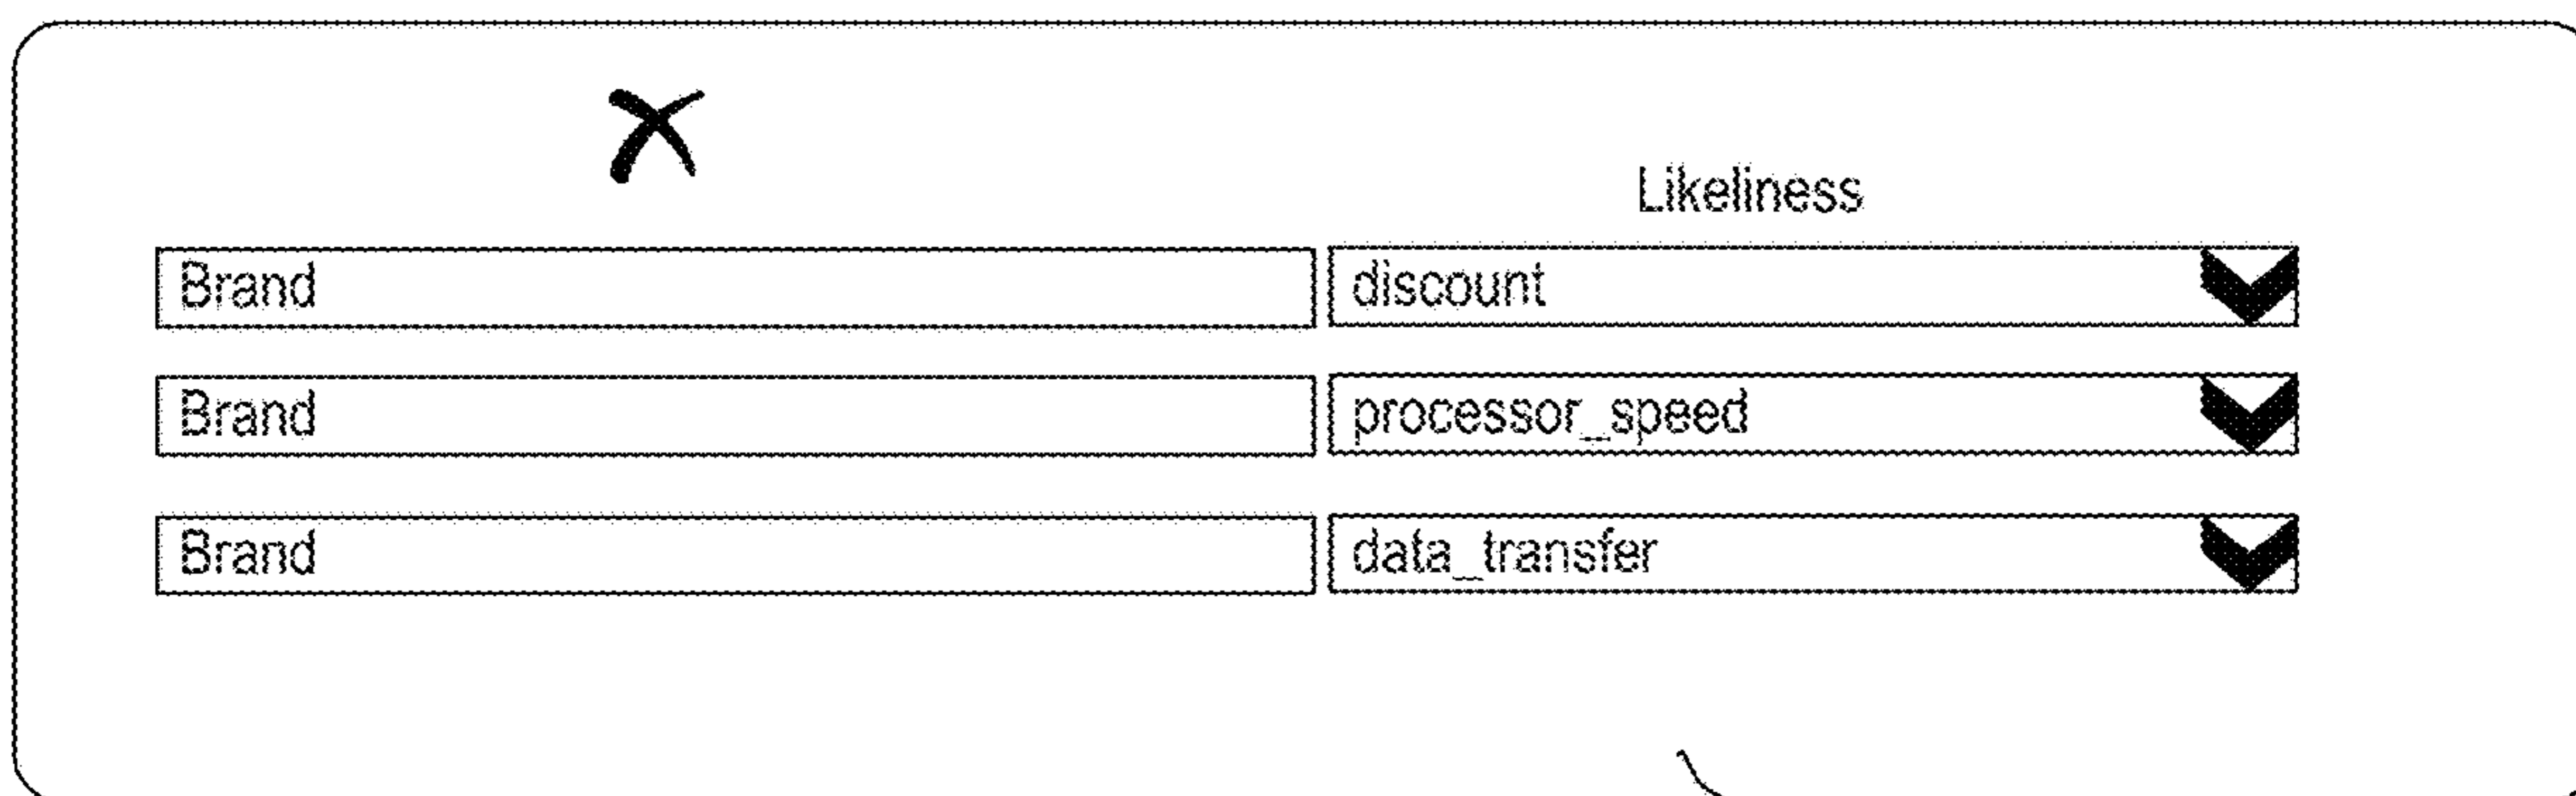 Likeliness
Brand discount
Brand processor_speed
Brand data_transfer